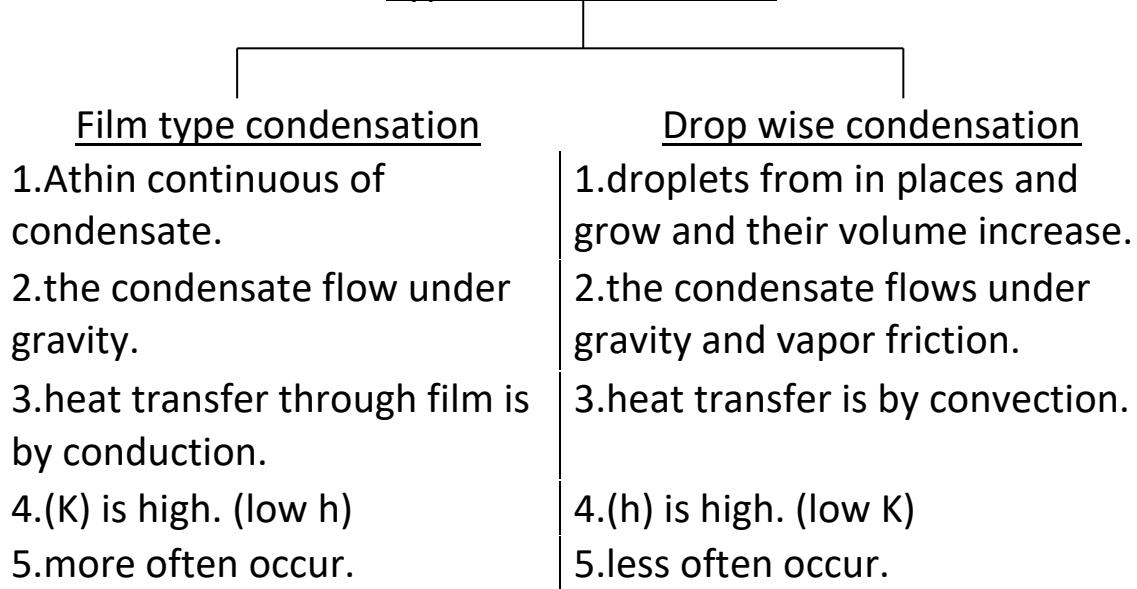 Film type condensation
Drop wise condensation
1.Athin continuous of
condensate.
1.droplets from in places and
grow and their volume increase.
2.the condensate flow under
gravity.
2.the condensate flows under
gravity and vapor friction.
3.heat transfer through film is
by conduction.
3.heat transfer is by convection.
4.(K) is high. (low h)
4.(h) is high. (low K)
5.more often occur.
5.less often occur.